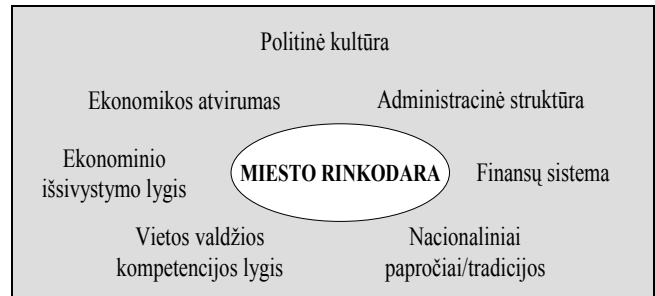 Politinė kultūra
Ekonomikos atvirumas
Administracinė struktūra
Ekonominio
išsivystymo lygis
MIESTO RINKODARA
Finansų sistema
Vietos valdžios
kompetencijos lygis
Nacionaliniai
papročiai/tradicijos